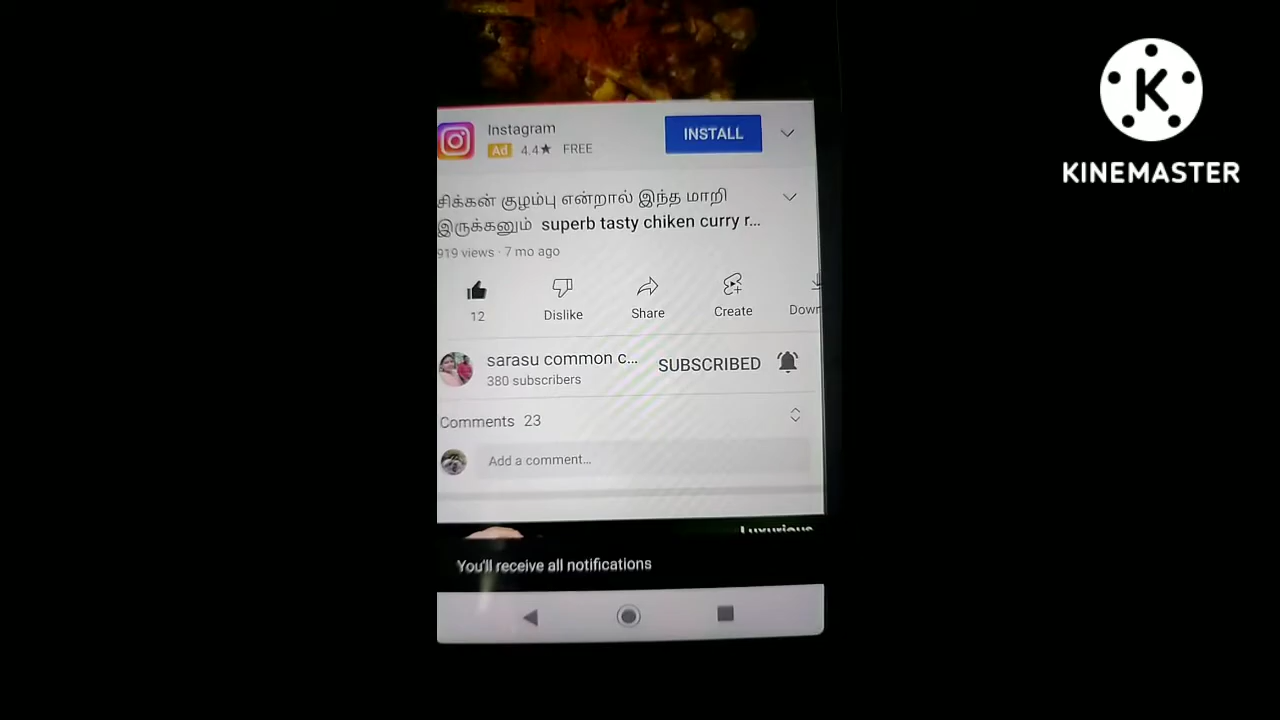 Instagram
INSTALL
Ad 4.4★ FREE
KINEMASTER
சிக்கன் குழம்பு என்றால் இந்த மாறி
இருக்கனும் superb tasty chiken curry r...
919 views · 7 mo ago
12
Dislike
Share
Create
Down
sarasu common c...
SUBSCRIBED
380 subscribers
Comments 23
Add a comment...
Luxurious
You'll receive all notifications